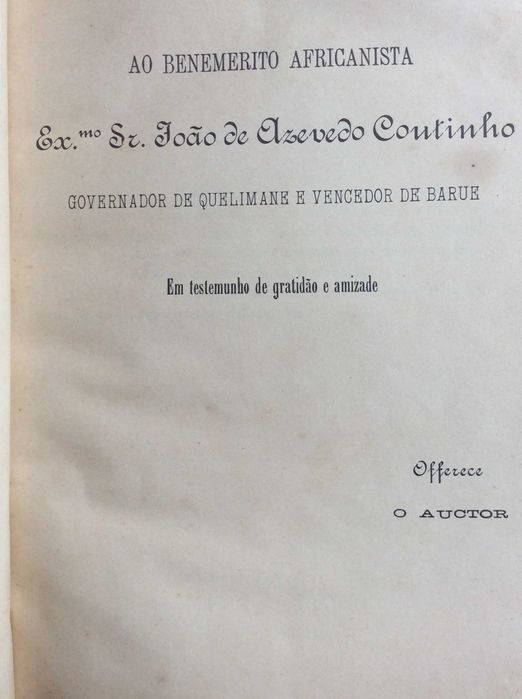 AO BENEMERITO AFRICANISTA
Ex.mo Sr. João de Azevedo Coutinho
GOVERNADOR DE QUELIMANE E VENCEDOR DE BARUE
Em testemunho de gratidão e amizade
Offerece
O AUCTOR